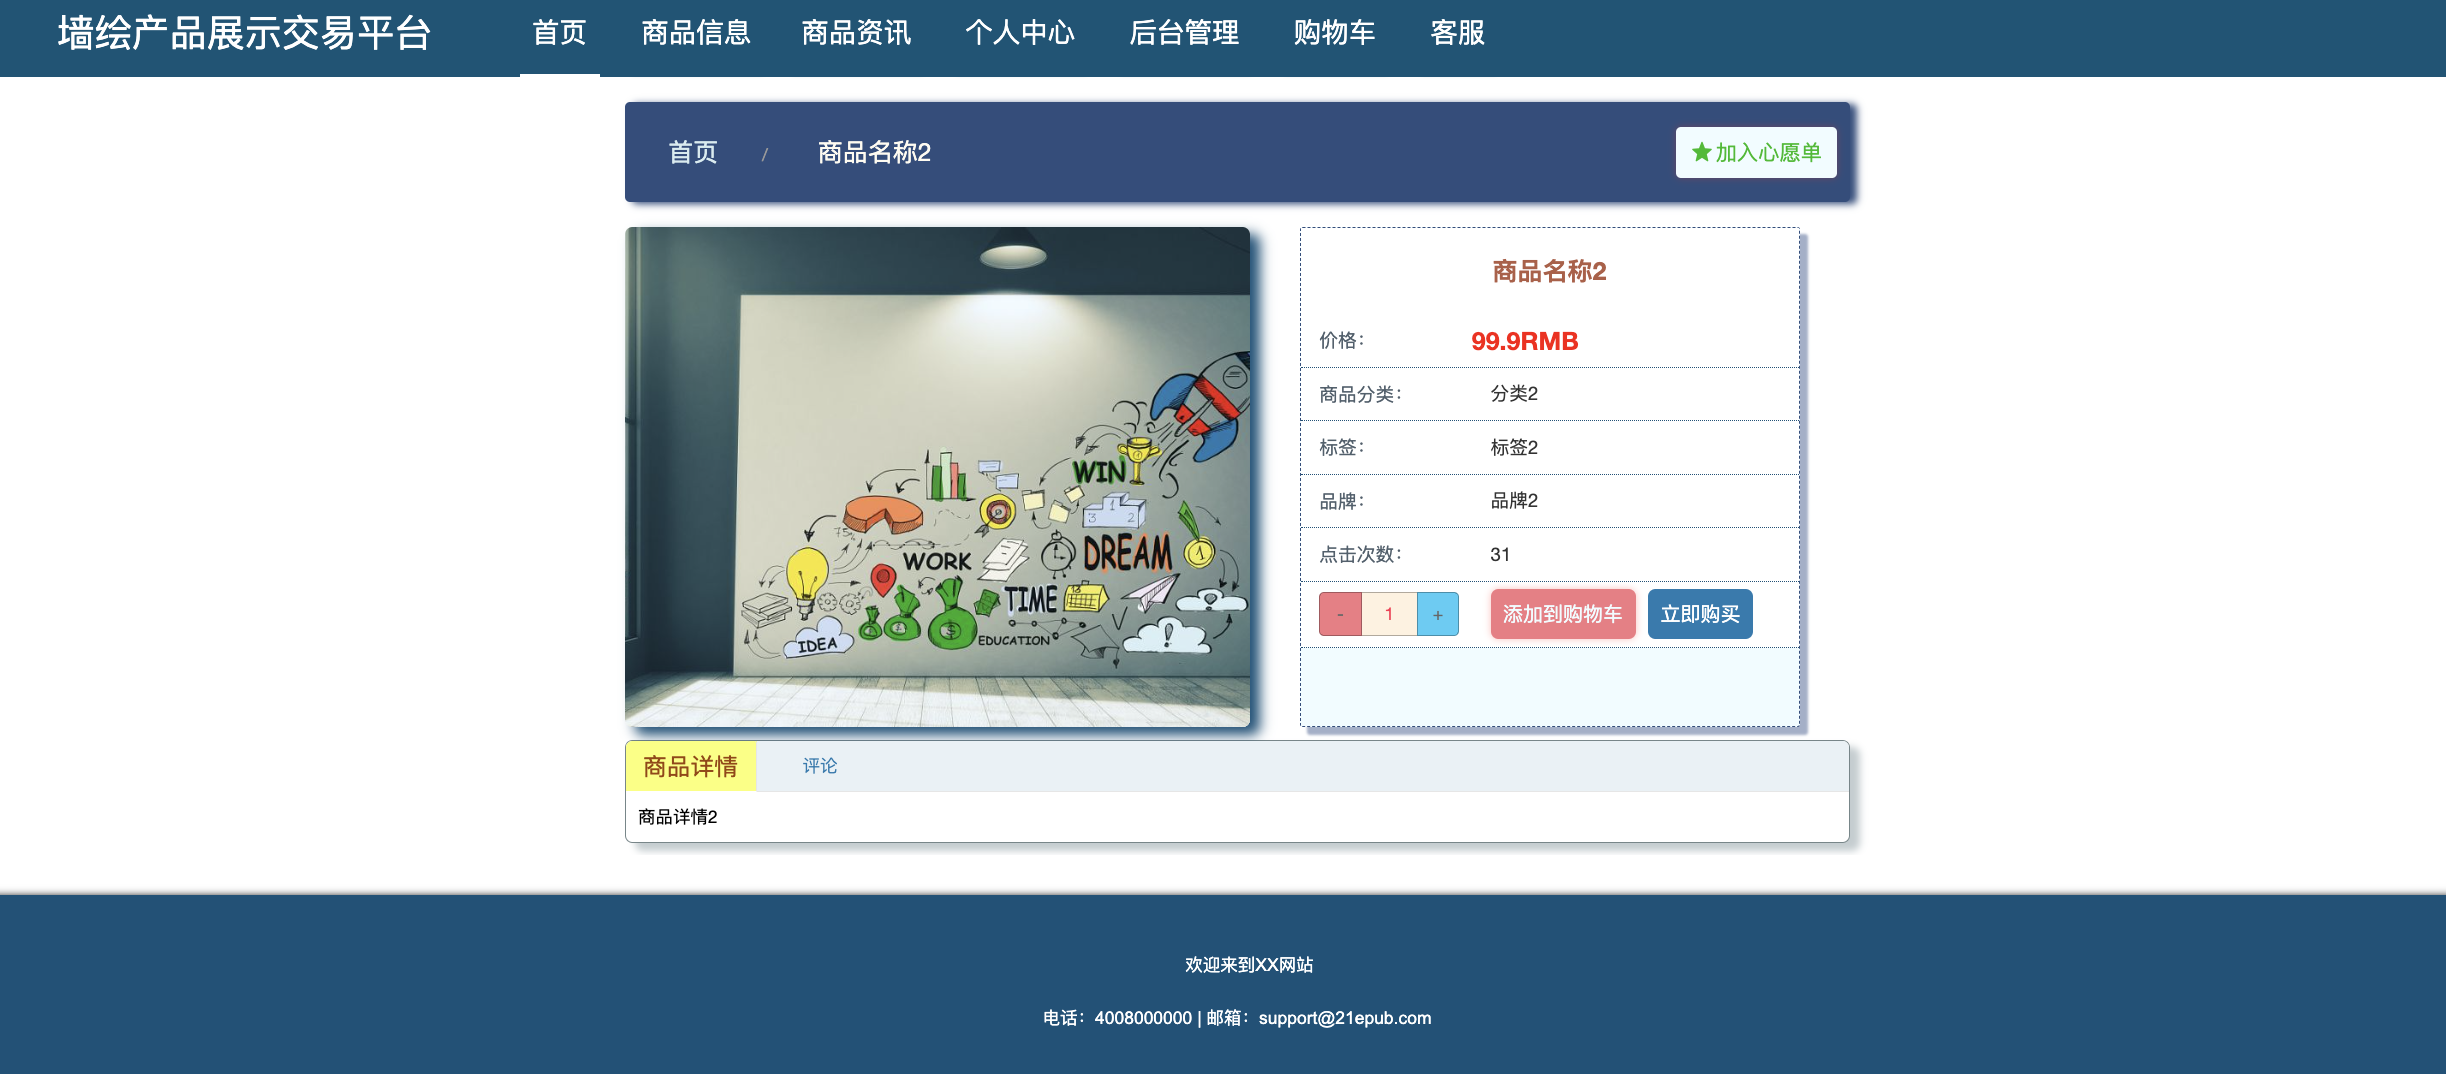 墙绘产品展示交易平台 首页 商品信息 商品资讯 个人中心 后台管理 购物车 客服
首页 / 商品名称2 加入心愿单
WIN
1
3 2
75%
WORK
DREAM
1
TIME
IDEA
EDUCATION
商品名称2
价格： 99.9RMB
商品分类： 分类2
标签： 标签2
品牌： 品牌2
点击次数： 31
- 1 + 添加到购物车 立即购买
商品详情 评论
商品详情2
欢迎来到XX网站
电话：4008000000 | 邮箱：support@21epub.com